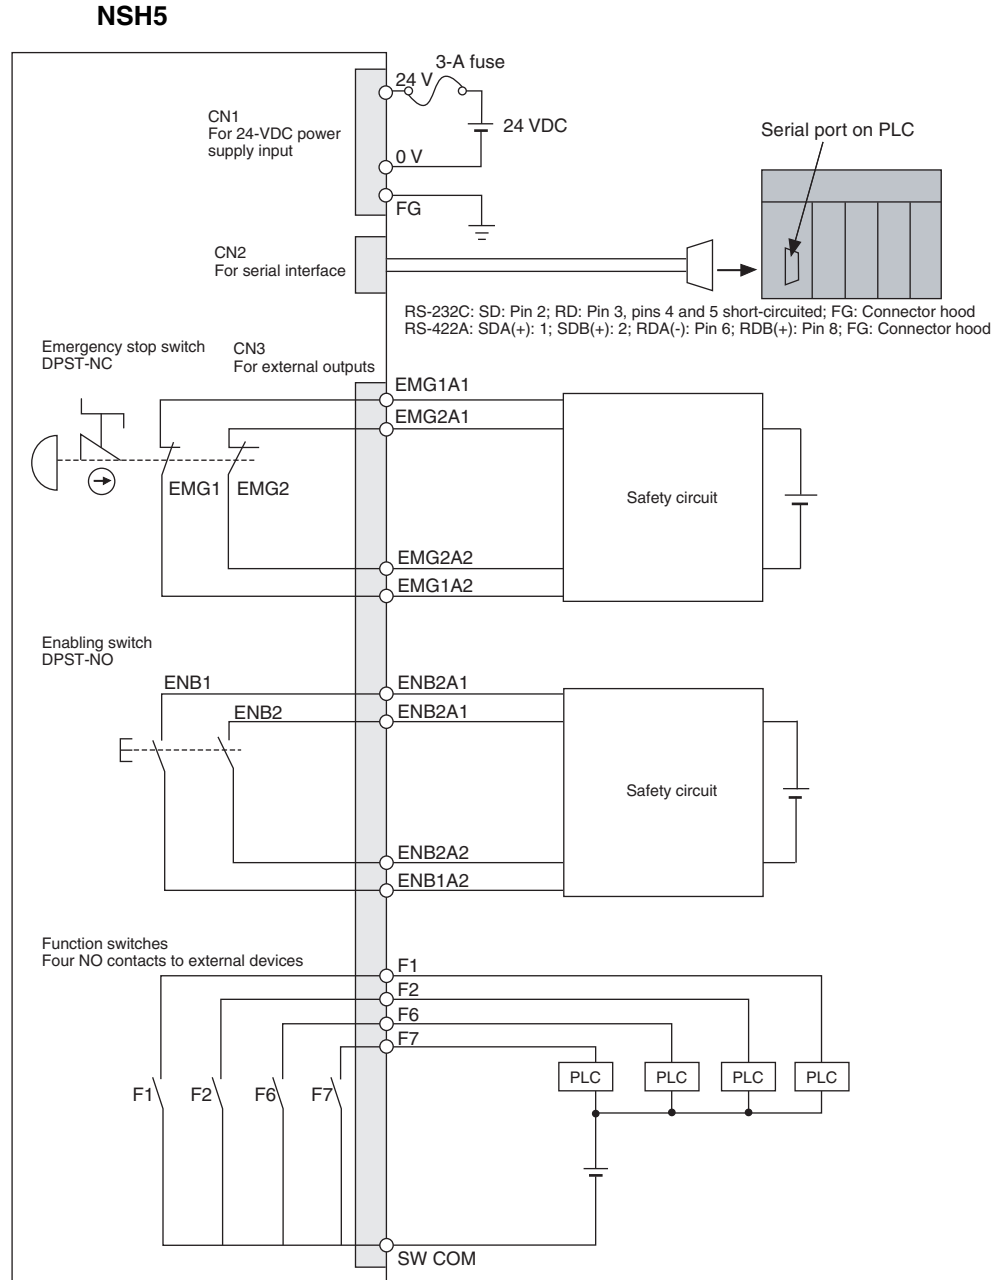 NSH5
3-A fuse
24 V
CN1
For 24-VDC power
supply input
24 VDC
0 V
FG
Serial port on PLC
CN2
For serial interface
RS-232C: SD: Pin 2; RD: Pin 3, pins 4 and 5 short-circuited; FG: Connector hood
RS-422A: SDA(+): 1; SDB(+): 2; RDA(-): Pin 6; RDB(+): Pin 8; FG: Connector hood
Emergency stop switch
DPST-NC
CN3
For external outputs
EMG1A1
EMG2A1
EMG1
EMG2
Safety circuit
EMG2A2
EMG1A2
Enabling switch
DPST-NO
ENB1
ENB2A1
ENB2
ENB2A1
Safety circuit
ENB2A2
ENB1A2
Function switches
Four NO contacts to external devices
F1
F2
F6
F7
PLC
PLC
PLC
PLC
F1
F2
F6
F7
SW COM